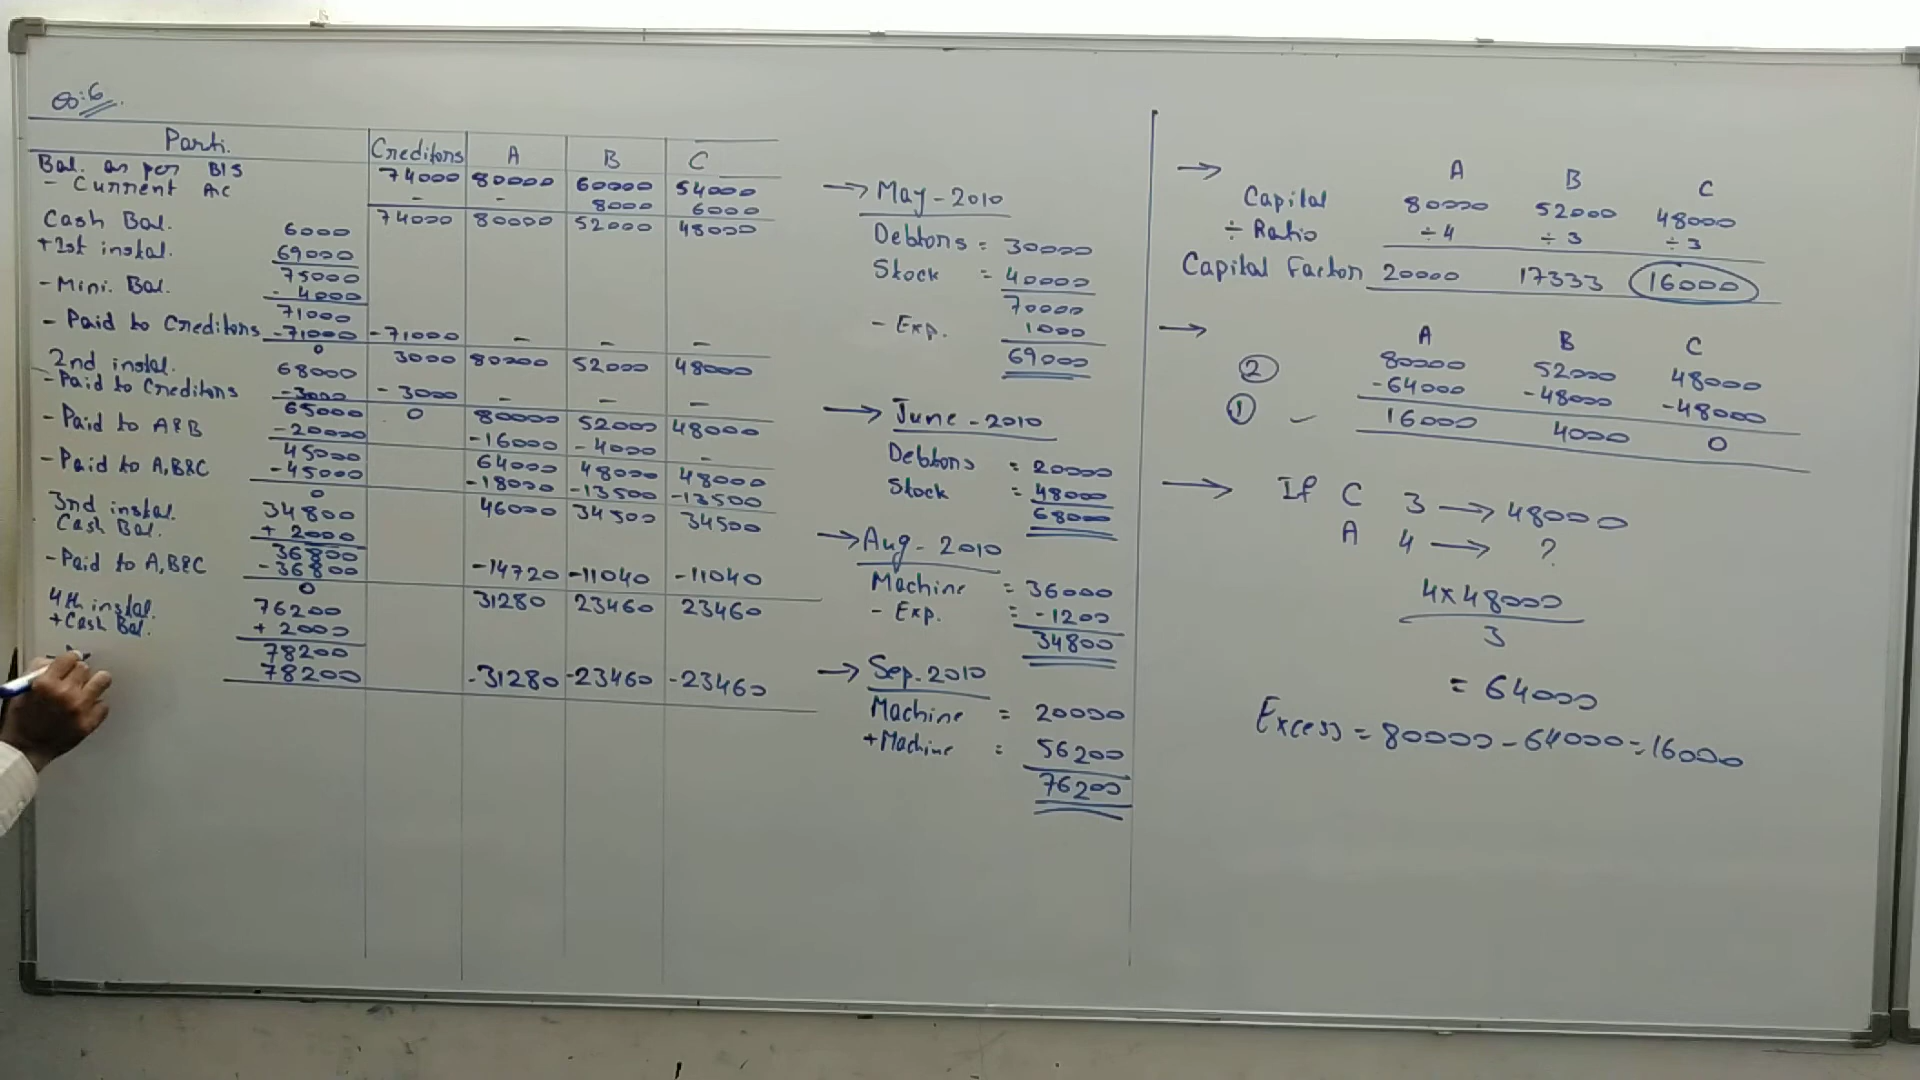 Parti. Creditors A B C
Bal. as per B/S 74000 80000 60000 54000
- Current A/C - - 8000 6000
74000 80000 52000 48000
Cash Bal. 6000
+ 1st instal. 69000
75000
- Mini. Bal. - 4000
71000
- Paid to Creditors -71000 -71000 - - -
0 3000 80000 52000 48000
2nd instal. 68000
- Paid to Creditors -3000 - 3000 - - -
65000 0 80000 52000 48000
- Paid to A&B -20000 -16000 - 4000 -
45000 64000 48000 48000
- Paid to A,B&C -45000 -18000 -13500 -13500
0 46000 34500 34500
3rd instal. 34800
Cash Bal. + 2000
36800
- Paid to A,B&C -36800 -14720 -11040 -11040
0 31280 23460 23460
4th instal. 76200
+ Cash Bal. + 2000
78200
78200 -31280 -23460 -23460
→ May - 2010
Debtors = 30000
Stock = 40000
70000
- Exp. 1000
69000
→ June - 2010
Debtors = 20000
Stock = 48000
68000
→ Aug - 2010
Machine = 36000
- Exp. = -1200
34800
→ Sep. 2010
Machine = 20000
+ Machine = 56200
76200
→ A B C
Capital 80000 52000 48000
÷ Ratio ÷ 4 ÷ 3 ÷ 3
Capital Factor 20000 17333 16000
→ A B C
② 80000 52000 48000
-64000 -48000 -48000
① 16000 4000 0
→ If C 3 → 48000
A 4 → ?
4 x 48000
3
= 64000
Excess = 80000 - 64000 = 16000